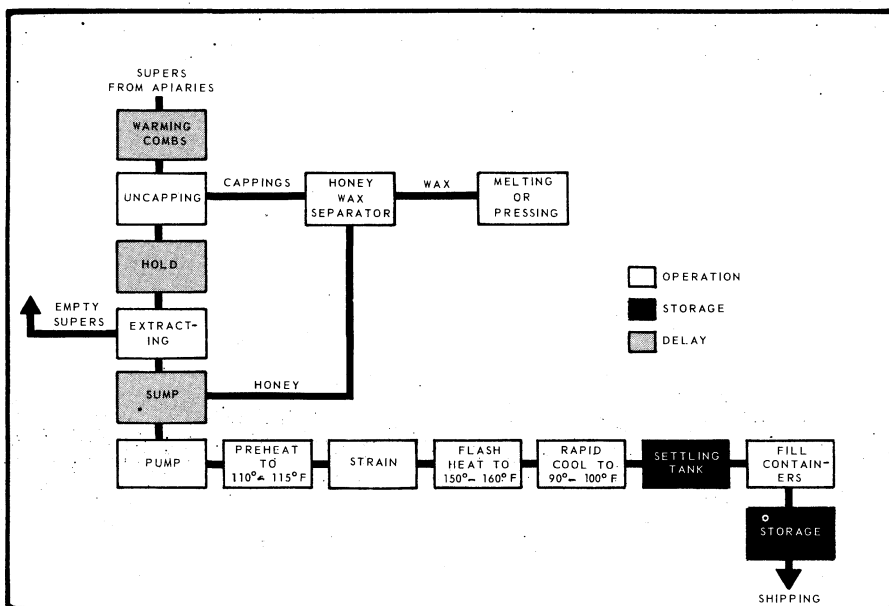 SUPERS
FROM APIARIES
WARMING
COMBS
UNCAPPING
CAPPINGS
HONEY
WAX
SEPARATOR
WAX
MELTING
OR
PRESSING
HOLD
EMPTY
SUPERS
EXTRACT-
ING
SUMP
HONEY
OPERATION
STORAGE
DELAY
PUMP
PREHEAT
TO
110°- 115°F
STRAIN
FLASH
HEAT TO
150°- 160°F
RAPID
COOL TO
90°- 100°F
SETTLING
TANK
FILL
CONTAIN-
ERS
STORAGE
SHIPPING